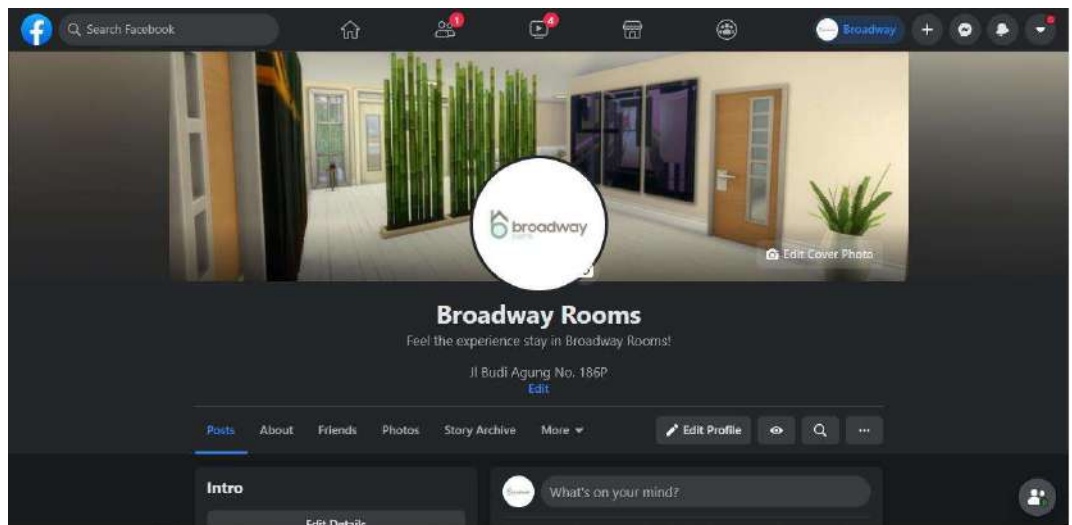 Search Facebook
1
4
Broadway
broadway
Edit Cover Photo
Broadway Rooms
Feel the experience stay in Broadway Rooms!
Jl Budi Agung No. 186P
Edit
Posts About Friends Photos Story Archive More Edit Profile ...
Intro
What's on your mind?
Edit Details